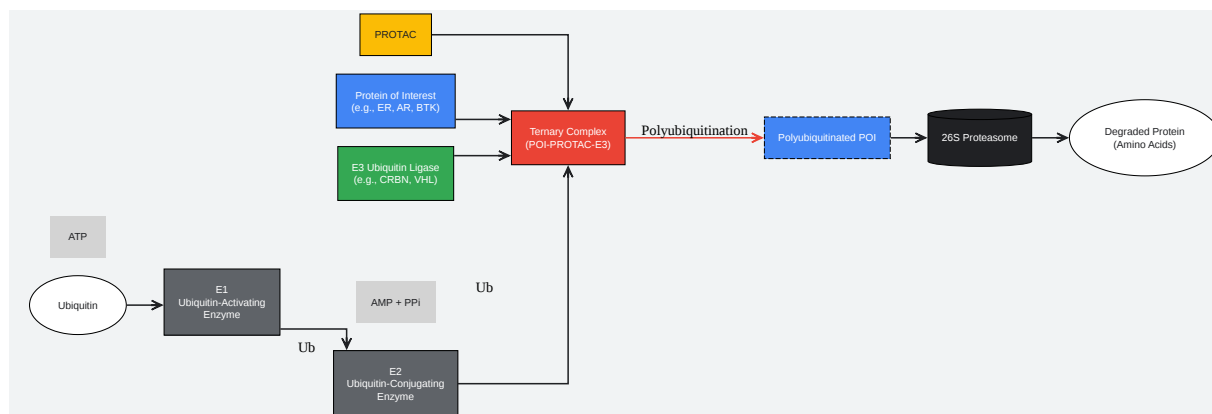 PROTAC
Protein of Interest
(e.g., ER, AR, BTK)
E3 Ubiquitin Ligase
(e.g., CRBN, VHL)
Ternary Complex
(POI-PROTAC-E3)
Polyubiquitination
Polyubiquitinated POI
26S Proteasome
Degraded Protein
(Amino Acids)
ATP
Ubiquitin
E1
Ubiquitin-Activating
Enzyme
Ub
AMP + PPi
E2
Ubiquitin-Conjugating
Enzyme
Ub